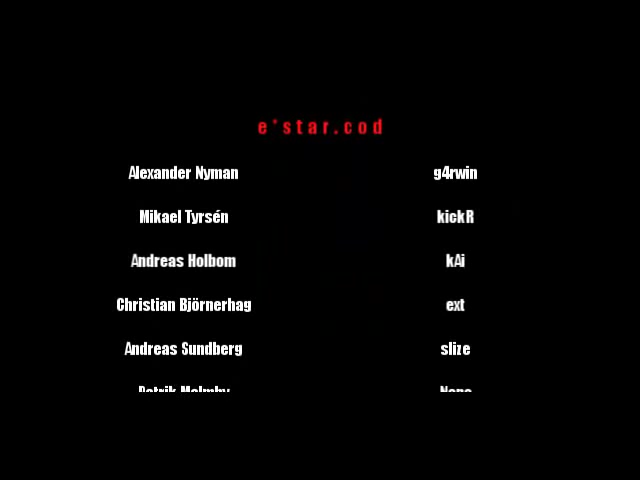 e*star.cod
Alexander Nyman g4rwin
Mikael Tyrsén kickR
Andreas Holbom kAi
Christian Björnerhag ext
Andreas Sundberg slize